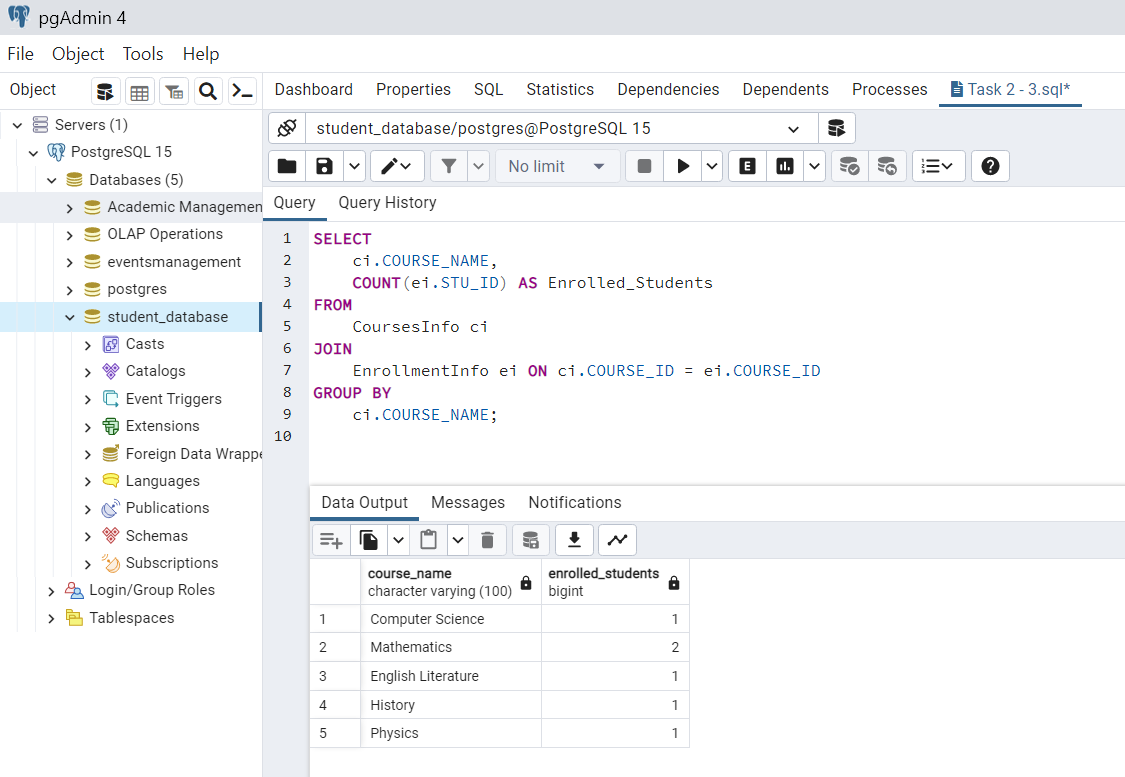 pgAdmin 4
File Object Tools Help
Object
Dashboard Properties SQL Statistics Dependencies Dependents Processes Task 2 - 3.sql*
Servers (1)
PostgreSQL 15
Databases (5)
Academic Managemen
OLAP Operations
eventsmanagement
postgres
student_database
Casts
Catalogs
Event Triggers
Extensions
Foreign Data Wrappe
Languages
Publications
Schemas
Subscriptions
Login/Group Roles
Tablespaces
student_database/postgres@PostgreSQL 15
No limit
E
Query Query History
1 SELECT
2 ci.COURSE_NAME,
3 COUNT(ei.STU_ID) AS Enrolled_Students
4 FROM
5 CoursesInfo ci
6 JOIN
7 EnrollmentInfo ei ON ci.COURSE_ID = ei.COURSE_ID
8 GROUP BY
9 ci.COURSE_NAME;
10
Data Output Messages Notifications
course_name enrolled_students
character varying (100) bigint
1 Computer Science 1
2 Mathematics 2
3 English Literature 1
4 History 1
5 Physics 1